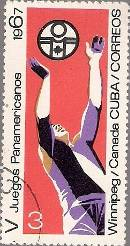 V Juegos Panamericanos 1967
Winnipeg/Canada CUBA/CORREOS
3